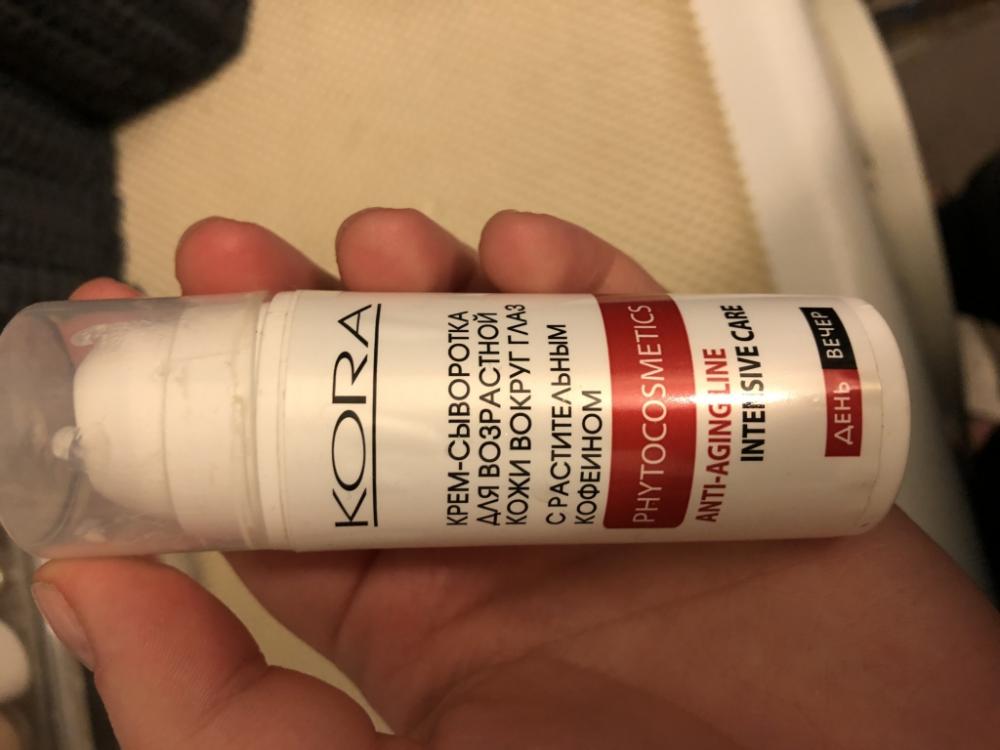 KORA
КРЕМ-СЫВОРОТКА
ДЛЯ ВОЗРАСТНОЙ
КОЖИ ВОКРУГ ГЛАЗ
С РАСТИТЕЛЬНЫМ
КОФЕИНОМ
PHYTOCOSMETICS
ANTI-AGING LINE
INTENSIVE CARE
ДЕНЬ ВЕЧЕР